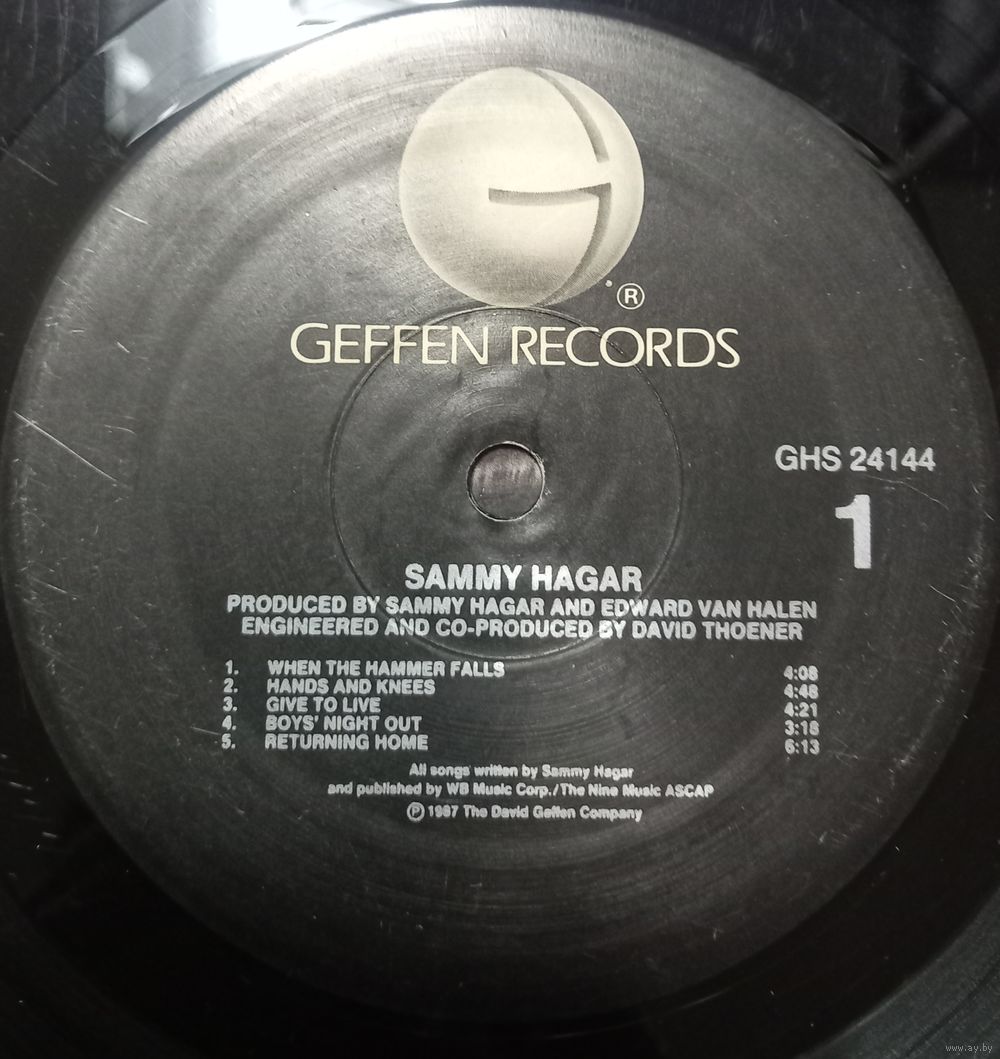 ®
GEFFEN RECORDS
GHS 24144
1
SAMMY HAGAR
PRODUCED BY SAMMY HAGAR AND EDWARD VAN HALEN
ENGINEERED AND CO-PRODUCED BY DAVID THOENER
1. WHEN THE HAMMER FALLS 4:08
2. HANDS AND KNEES 4:48
3. GIVE TO LIVE 4:21
4. BOYS' NIGHT OUT 3:18
5. RETURNING HOME 6:13
All songs written by Sammy Hagar
and published by WB Music Corp./The Nine Music ASCAP
℗ 1987 The David Geffen Company
www.ay.by